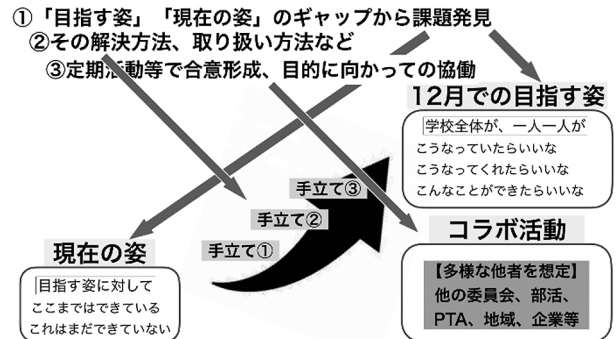 ①「目指す姿」「現在の姿」のギャップから課題発見
②その解決方法、取り扱い方法など
③定期活動等で合意形成、目的に向かっての協働
12月での目指す姿
学校全体が、一人一人が
こうなっていたらいいな
こうなってくれたらいいな
こんなことができたらいいな
手立て③
手立て②
手立て①
現在の姿
目指す姿に対して
ここまではできている
これはまだできていない
コラボ活動
【多様な他者を想定】
他の委員会、部活、
PTA、地域、企業等